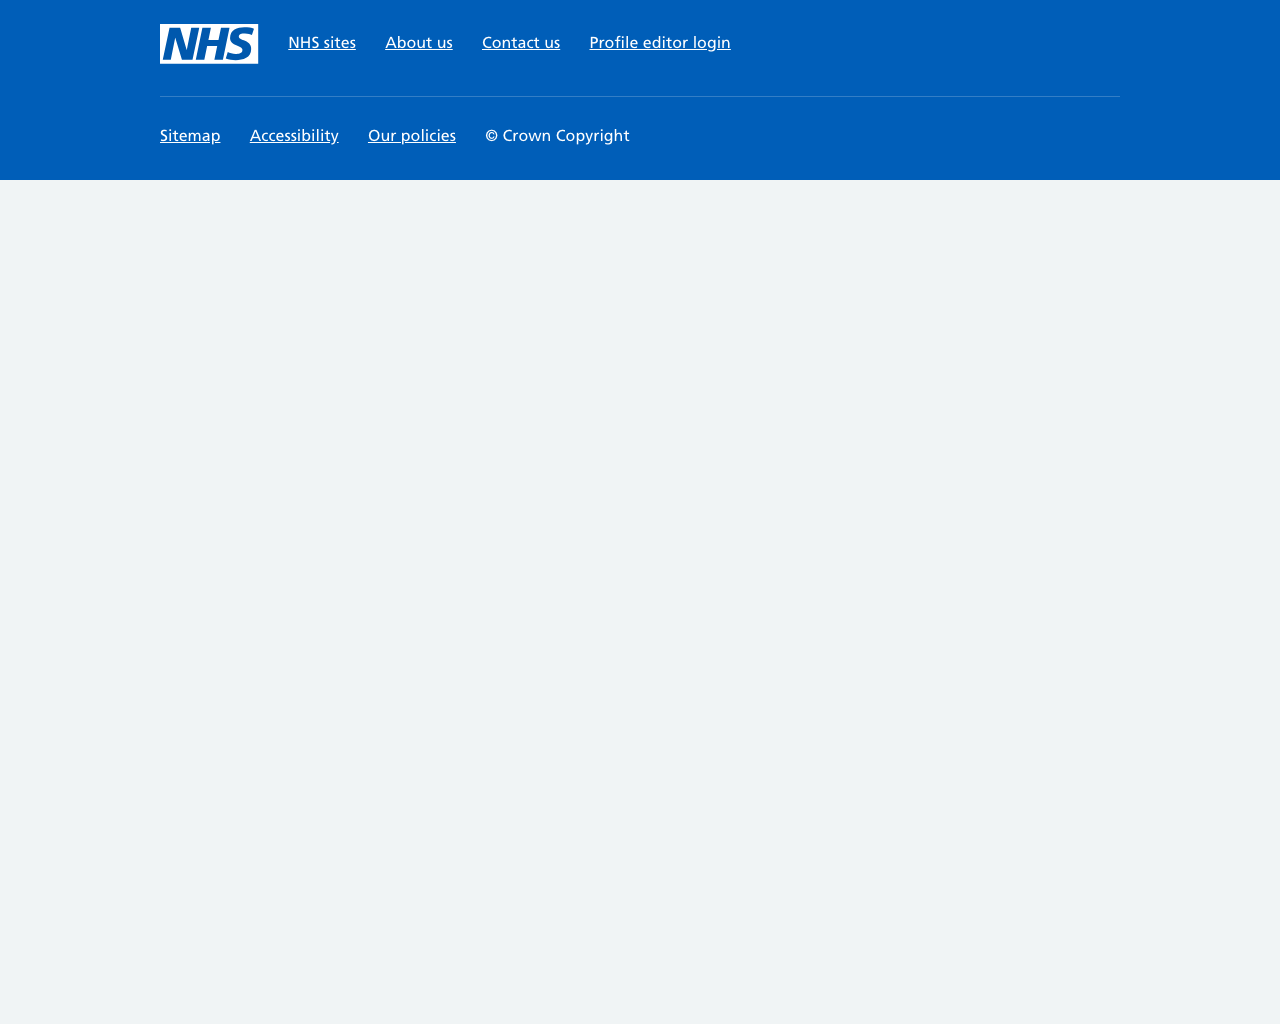 NHS NHS sites About us Contact us Profile editor login
Sitemap Accessibility Our policies © Crown Copyright